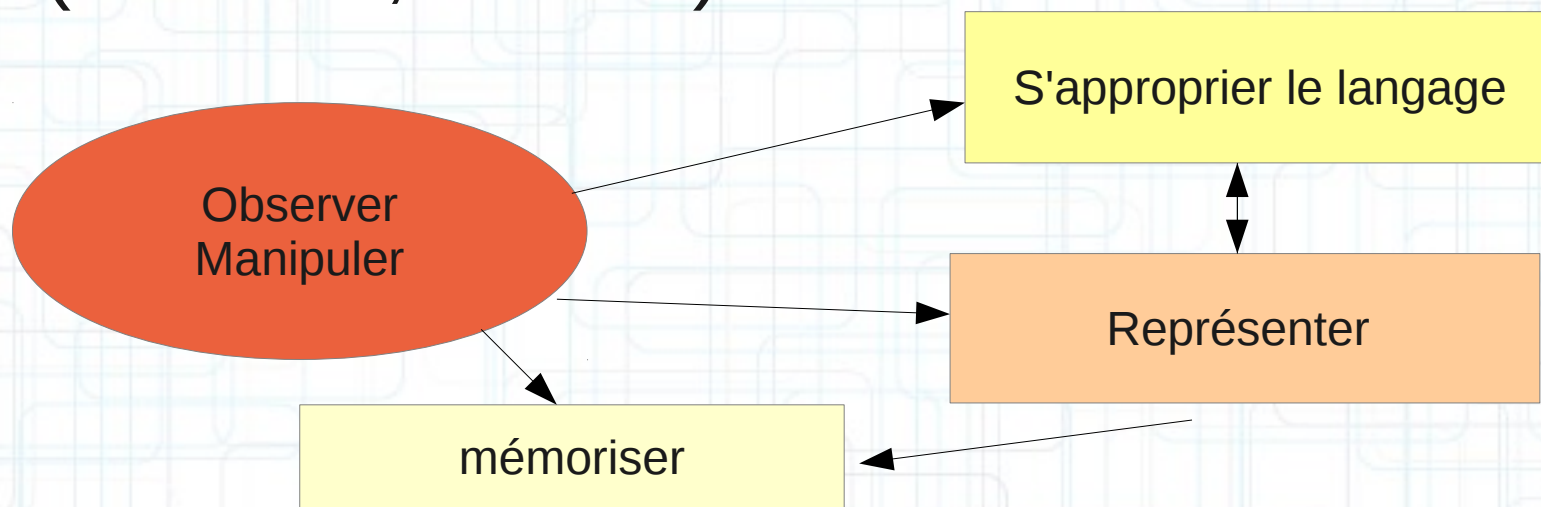 S'approprier le langage
Observer
Manipuler
Représenter
mémoriser